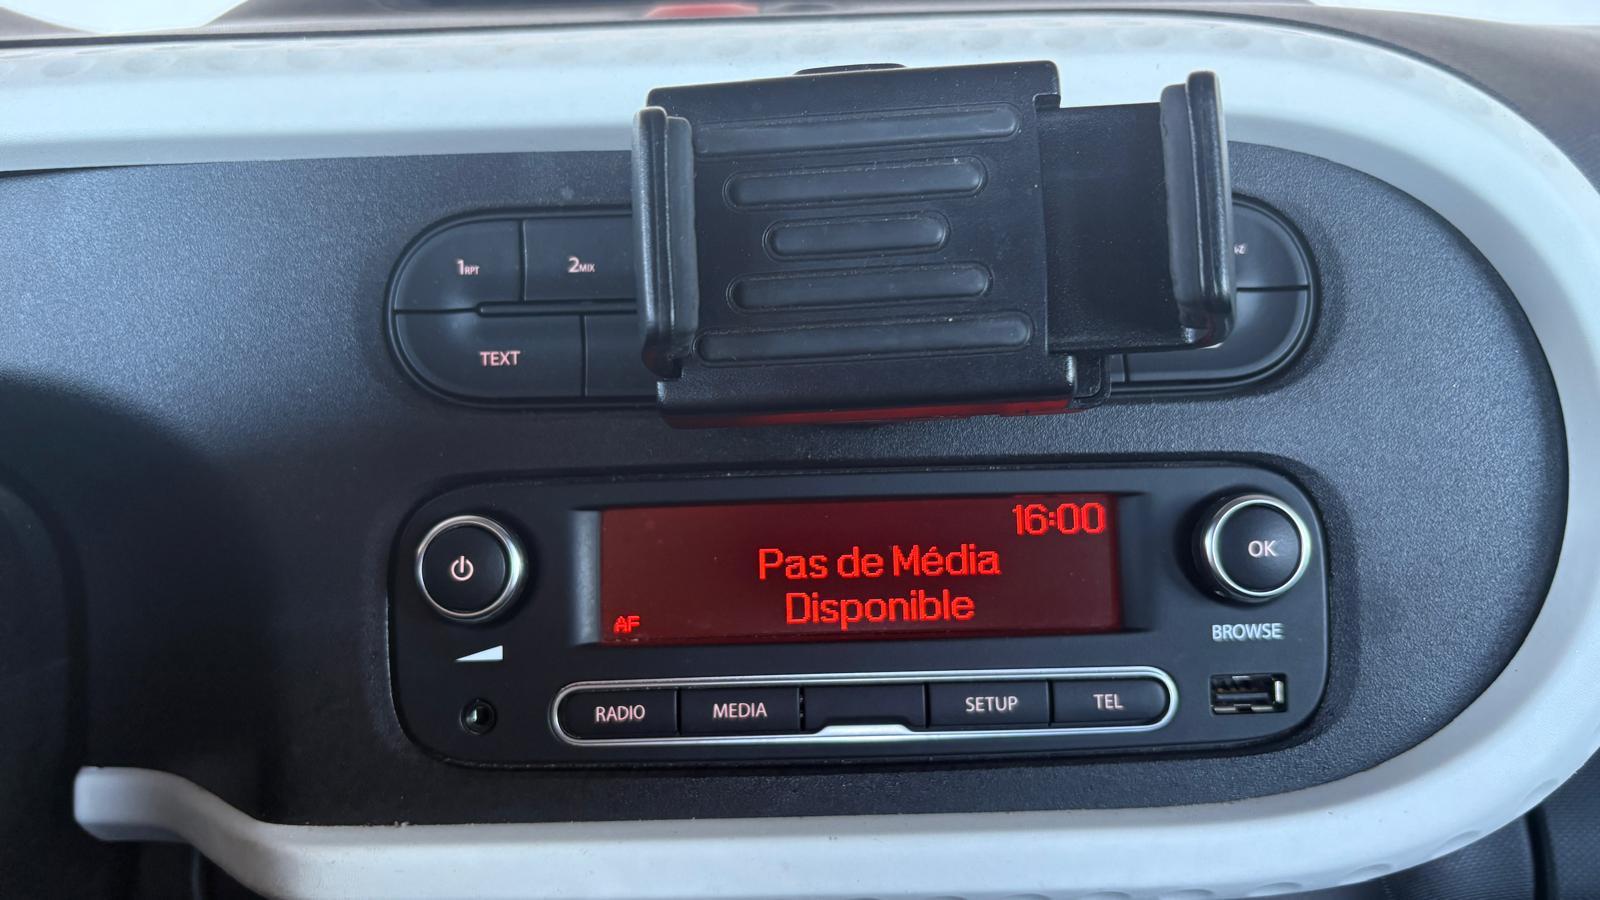 1RPT
2MIX
TEXT
16:00
Pas de Média
Disponible
AF
OK
BROWSE
RADIO
MEDIA
SETUP
TEL